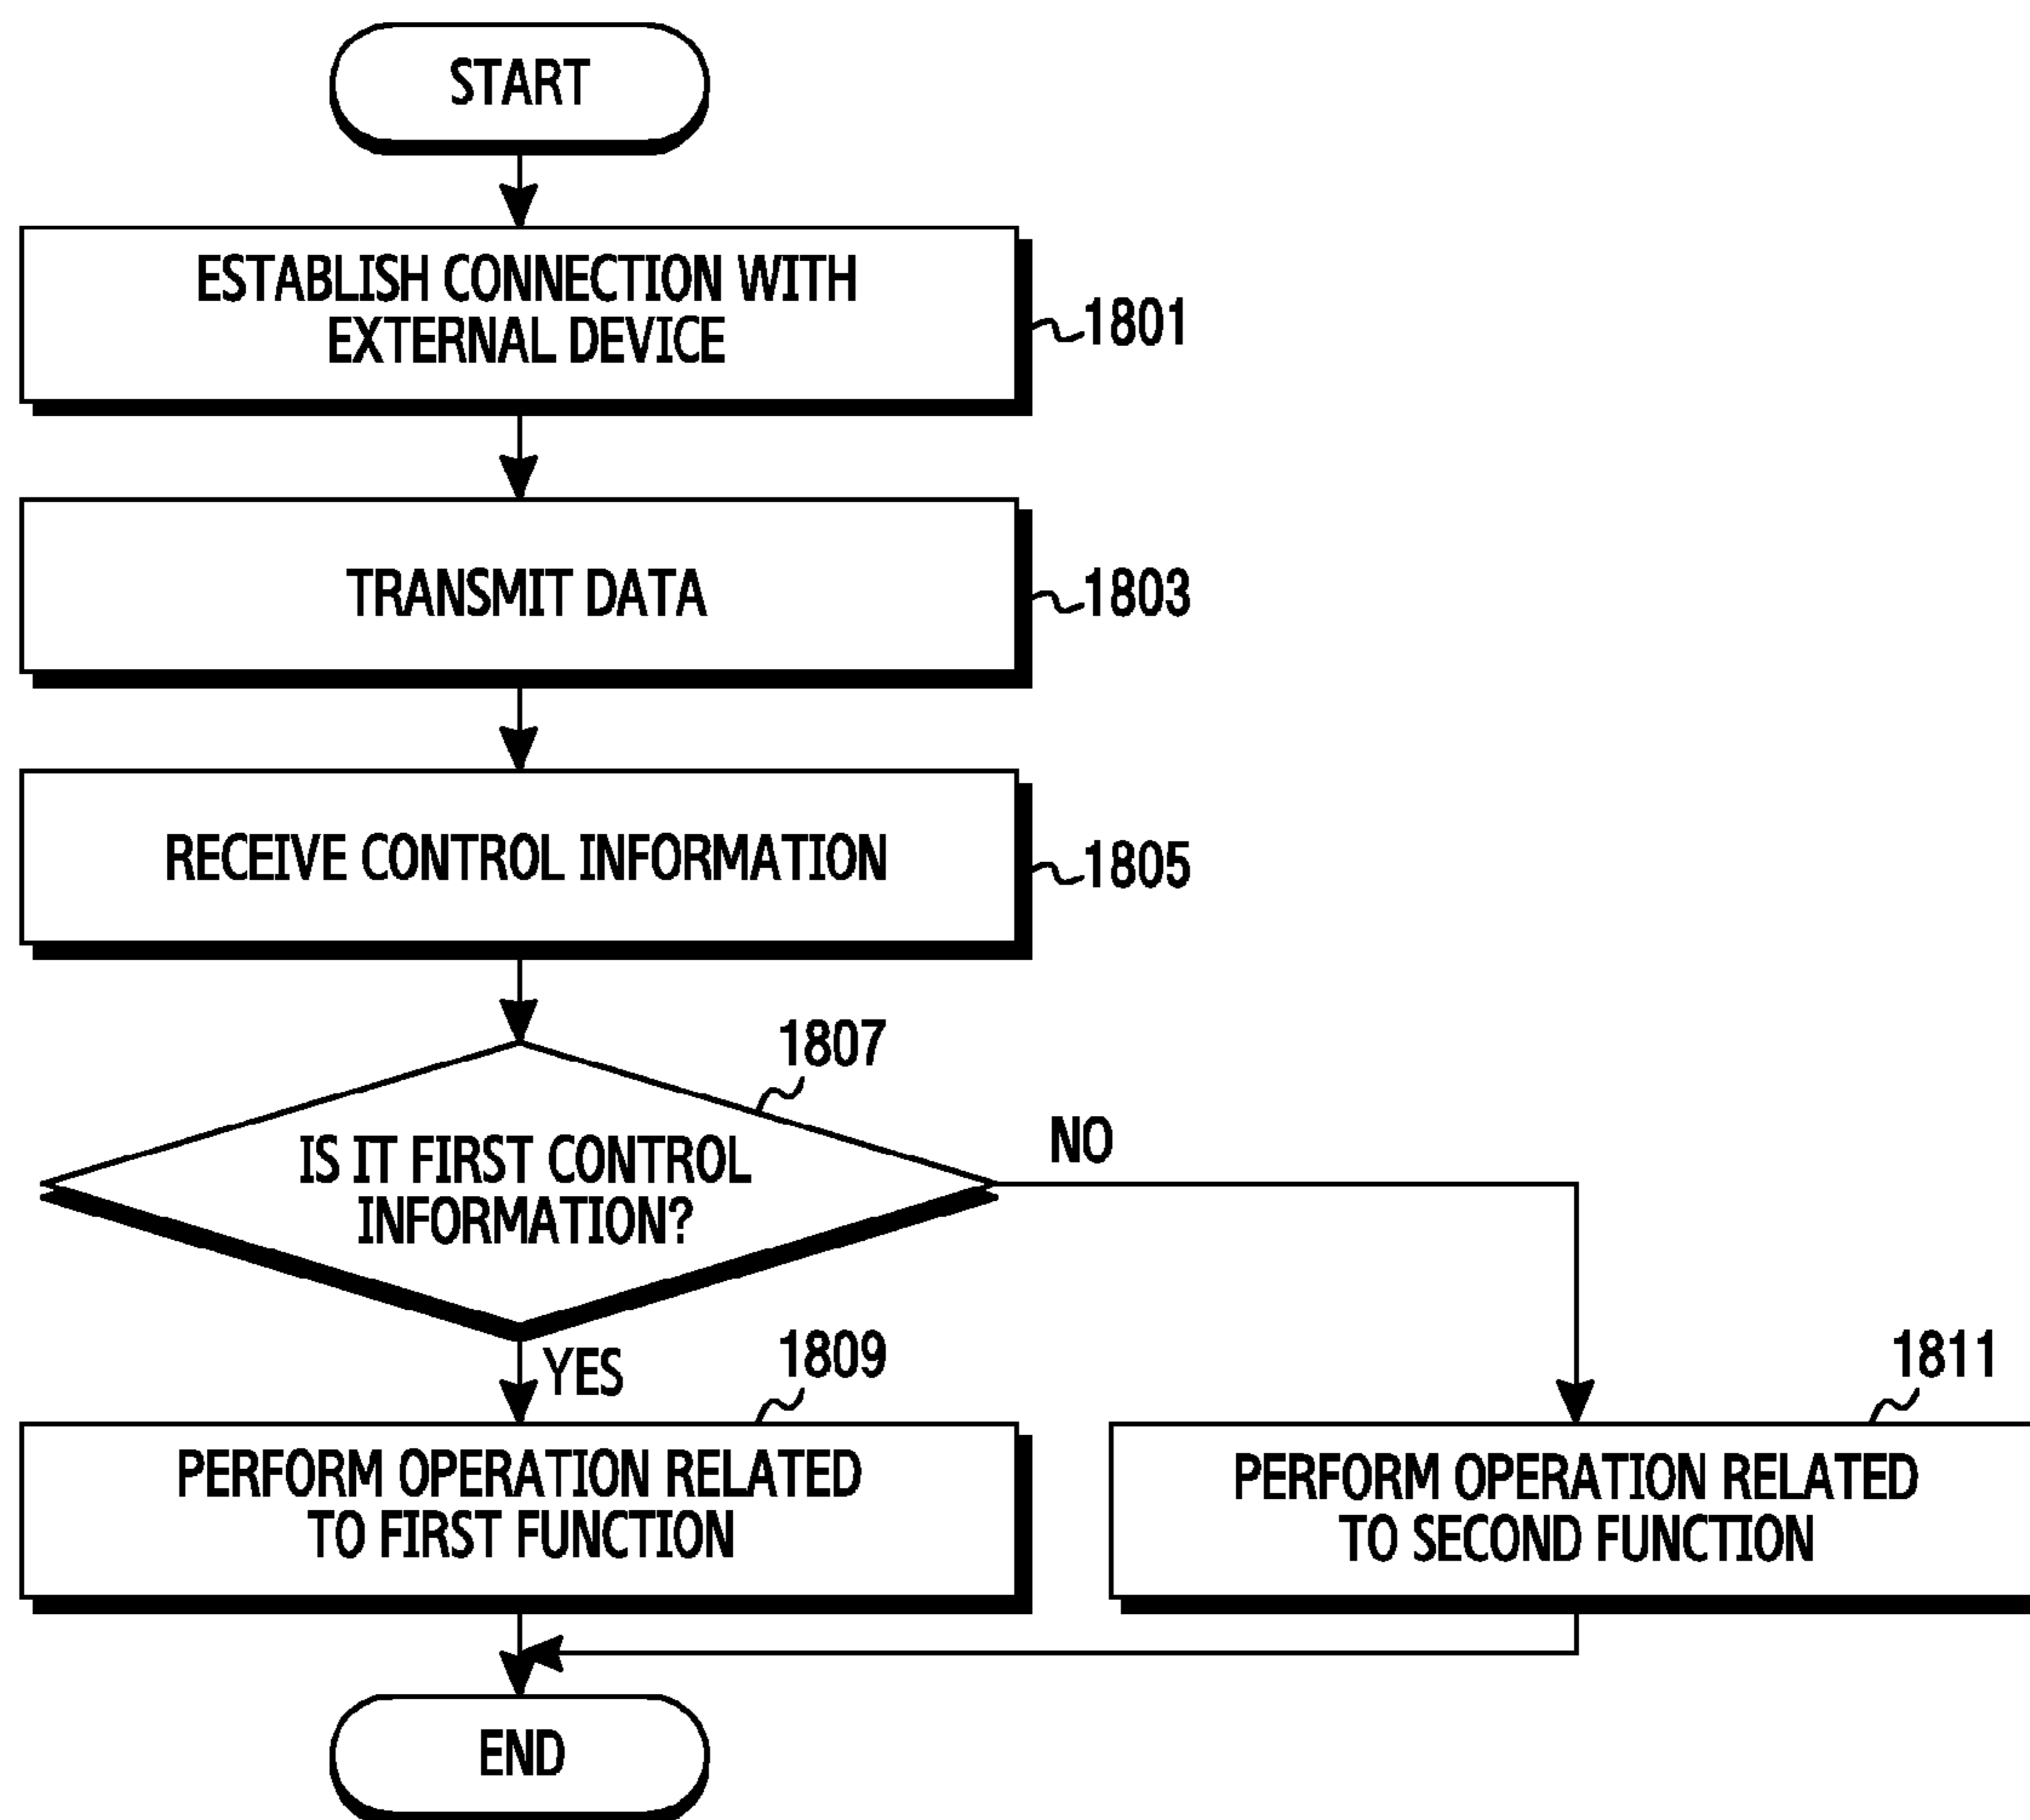 START
ESTABLISH CONNECTION WITH
EXTERNAL DEVICE
1801
TRANSMIT DATA
1803
RECEIVE CONTROL INFORMATION
1805
1807
IS IT FIRST CONTROL
INFORMATION?
NO
YES
1809
PERFORM OPERATION RELATED
TO FIRST FUNCTION
1811
PERFORM OPERATION RELATED
TO SECOND FUNCTION
END